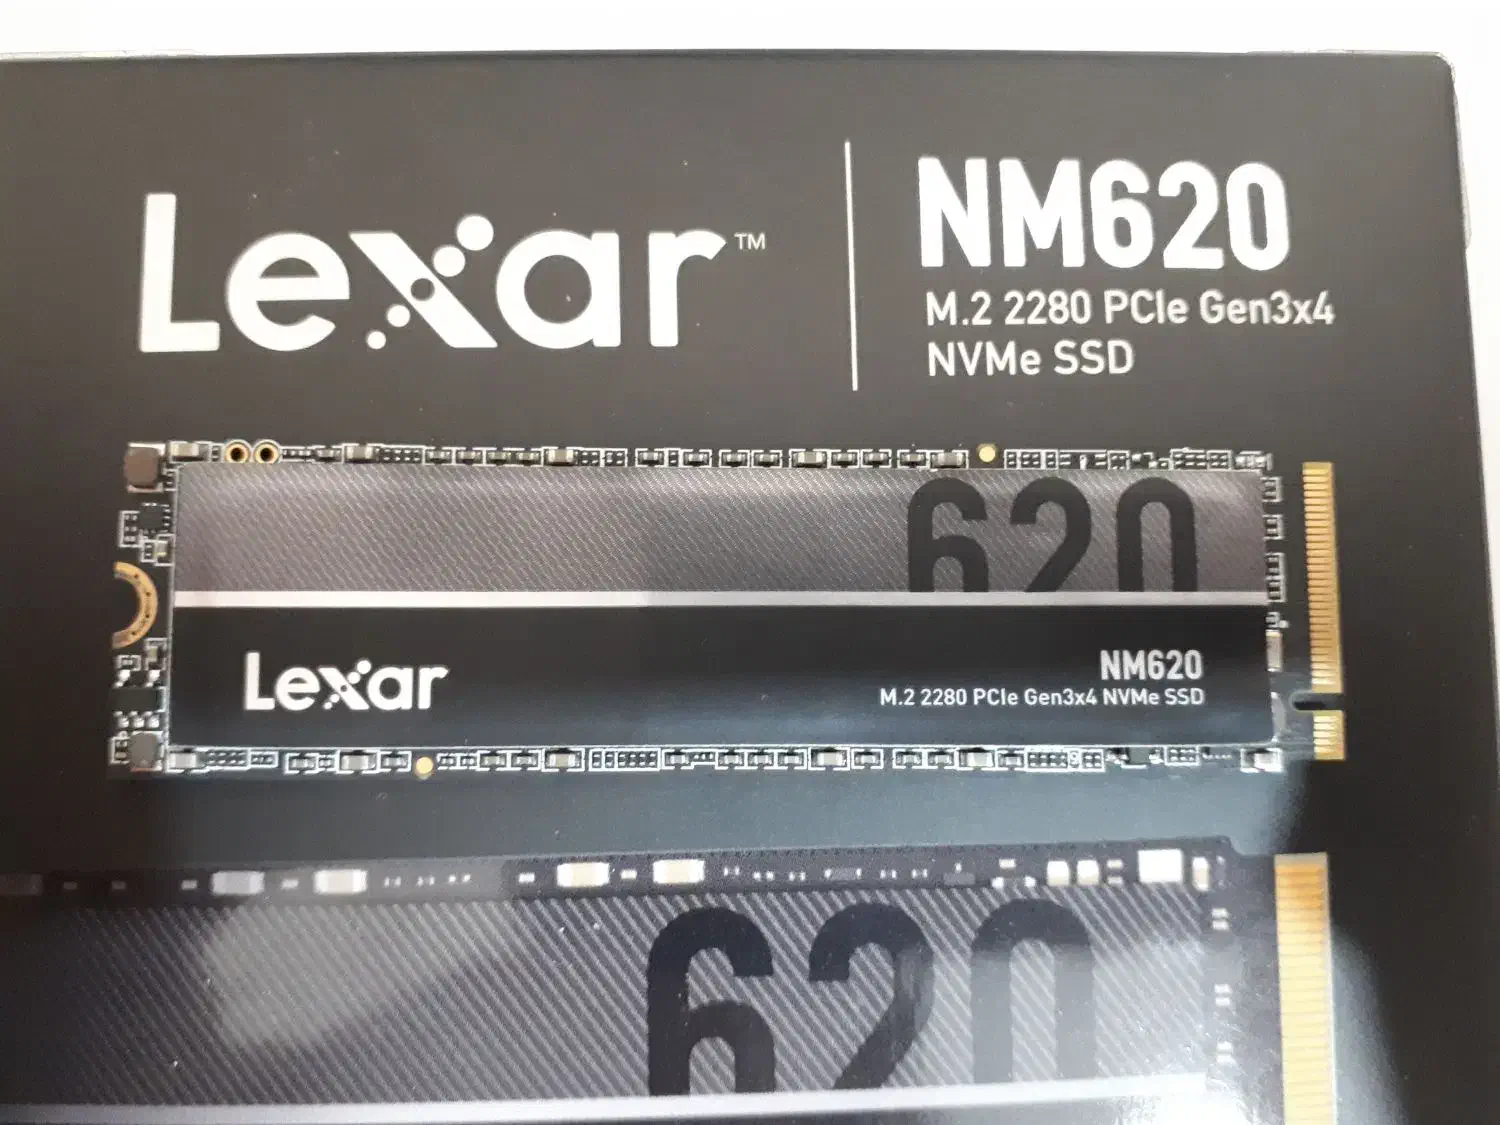 Lexar™
NM620
M.2 2280 PCIe Gen3x4
NVMe SSD
620
Lexar
NM620
M.2 2280 PCIe Gen3x4 NVMe SSD
620